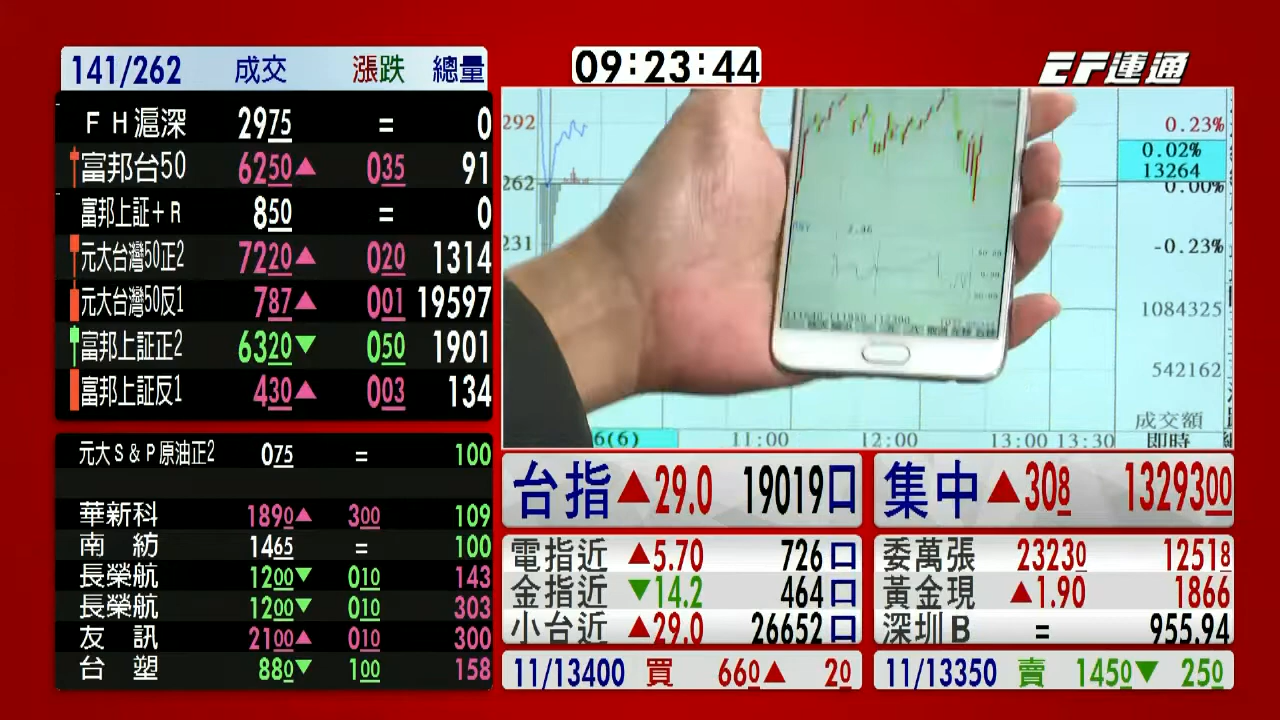 141/262 成交 漲跌 總量
09:23:44
EF運通
ＦＨ滬深 2975 = 0
富邦台50 6250▲ 035 91
富邦上証+R 850 = 0
元大台灣50正2 7220▲ 020 1314
元大台灣50反1 787▲ 001 19597
富邦上証正2 6320▼ 050 1901
富邦上証反1 430▲ 003 134
元大S&P原油正2 075 = 100
華新科 1890▲ 300 109
南紡 1465 = 100
長榮航 1200▼ 010 143
長榮航 1200▼ 010 303
友訊 2100▲ 010 300
台塑 880▼ 100 158
292
262
231
0.23%
0.02%
13264
0.00%
-0.23%
1084325
542162
成交額
6(6) 11:00 12:00 13:00 13:30 即時
台指▲29.0 19019口
集中▲308 1329300
電指近 ▲5.70 726口
金指近 ▼14.2 464口
小台近 ▲29.0 26652口
委萬張 23230 12518
黃金現 ▲1.90 1866
深圳B = 955.94
11/13400 買 660▲ 20
11/13350 賣 1450▼ 250